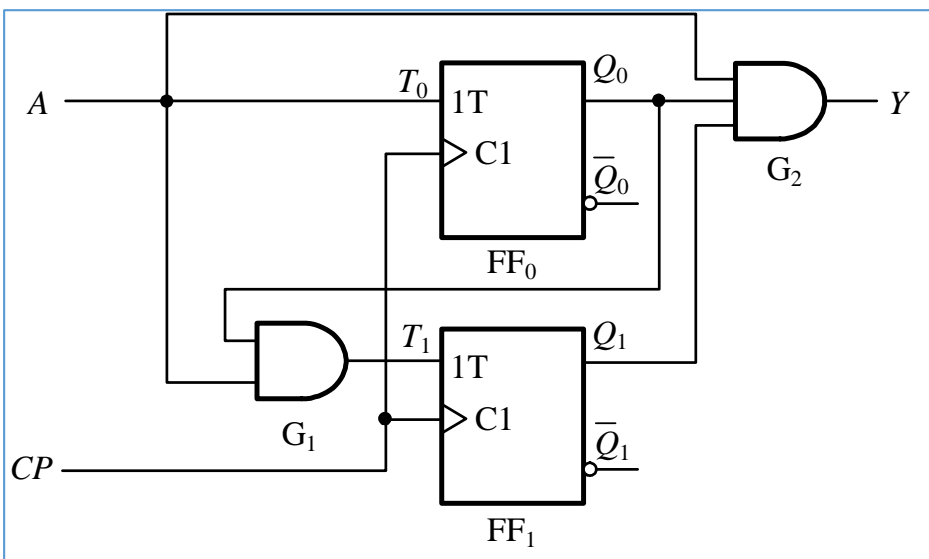 A
T₀
1T
C1
Q₀
Q̅₀
FF₀
Y
G₂
G₁
T₁
1T
C1
Q₁
Q̅₁
FF₁
CP